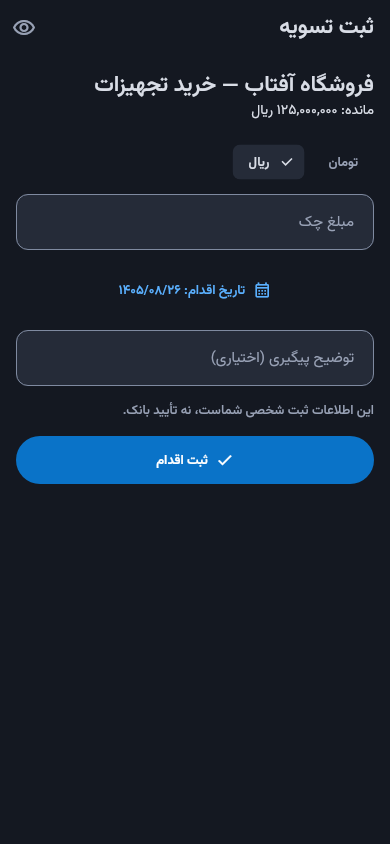 ثبت تسویه
فروشگاه آفتاب — خرید تجهیزات
مانده: ۱۲۵,۰۰۰,۰۰۰ ریال
تومان
ریال
مبلغ چک
تاریخ اقدام: ۱۴۰۵/۰۸/۲۶
توضیح پیگیری (اختیاری)
این اطلاعات ثبت شخصی شماست، نه تأیید بانک.
ثبت اقدام